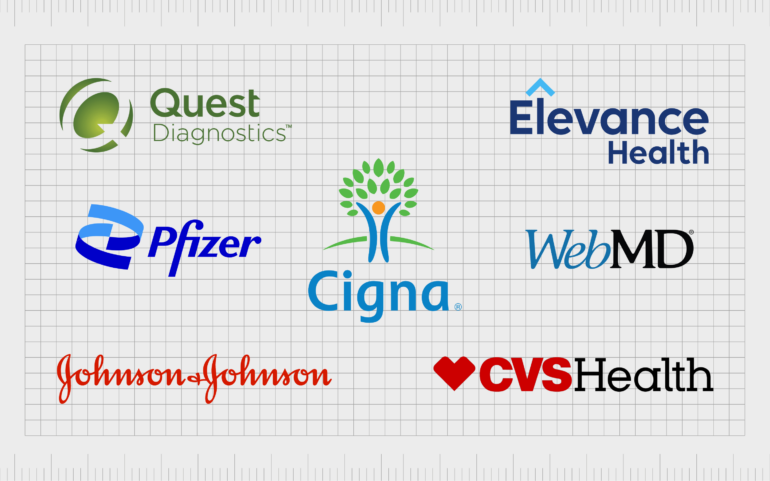 Quest
Diagnostics™
Elevance
Health
Pfizer
Cigna®
WebMD®
Johnson&Johnson
CVSHealth